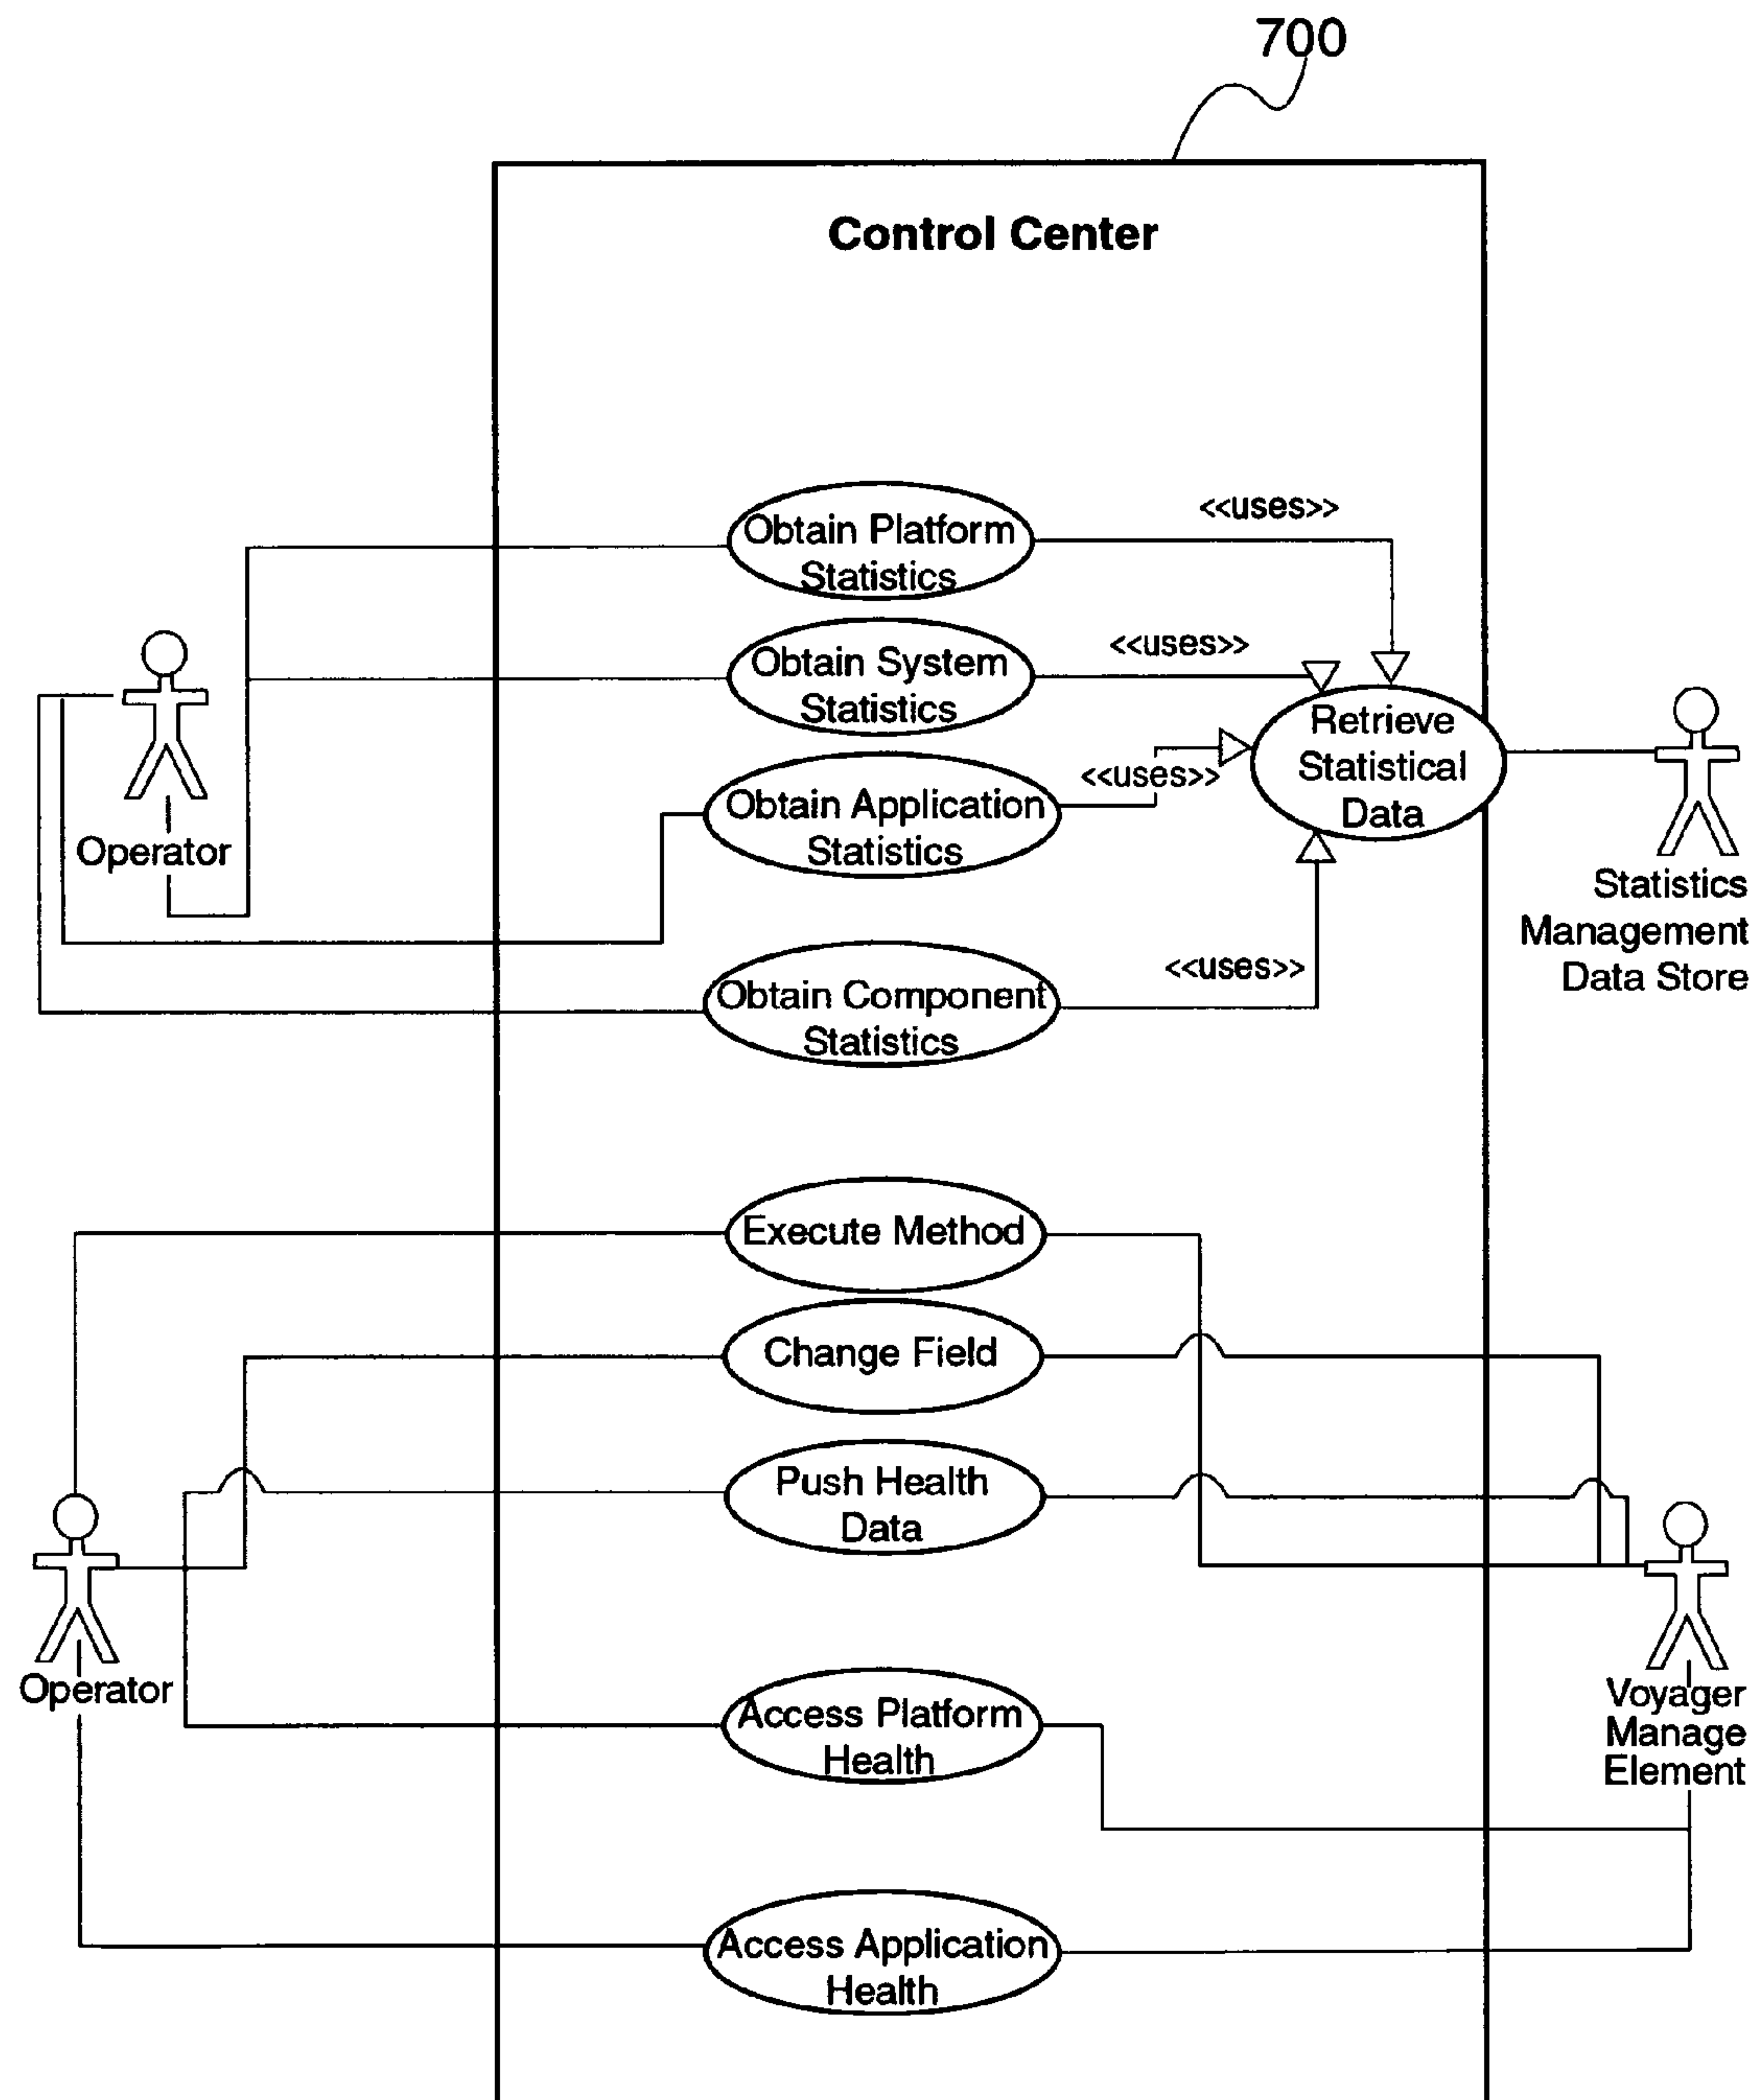 700
Control Center
Obtain Platform
Statistics
<<uses>>
Obtain System
Statistics
<<uses>>
Operator
Obtain Application
Statistics
<<uses>>
Retrieve
Statistical
Data
Statistics
Management
Data Store
Obtain Component
Statistics
<<uses>>
Execute Method
Change Field
Push Health
Data
Operator
Voyager
Manage
Element
Access Platform
Health
Access Application
Health